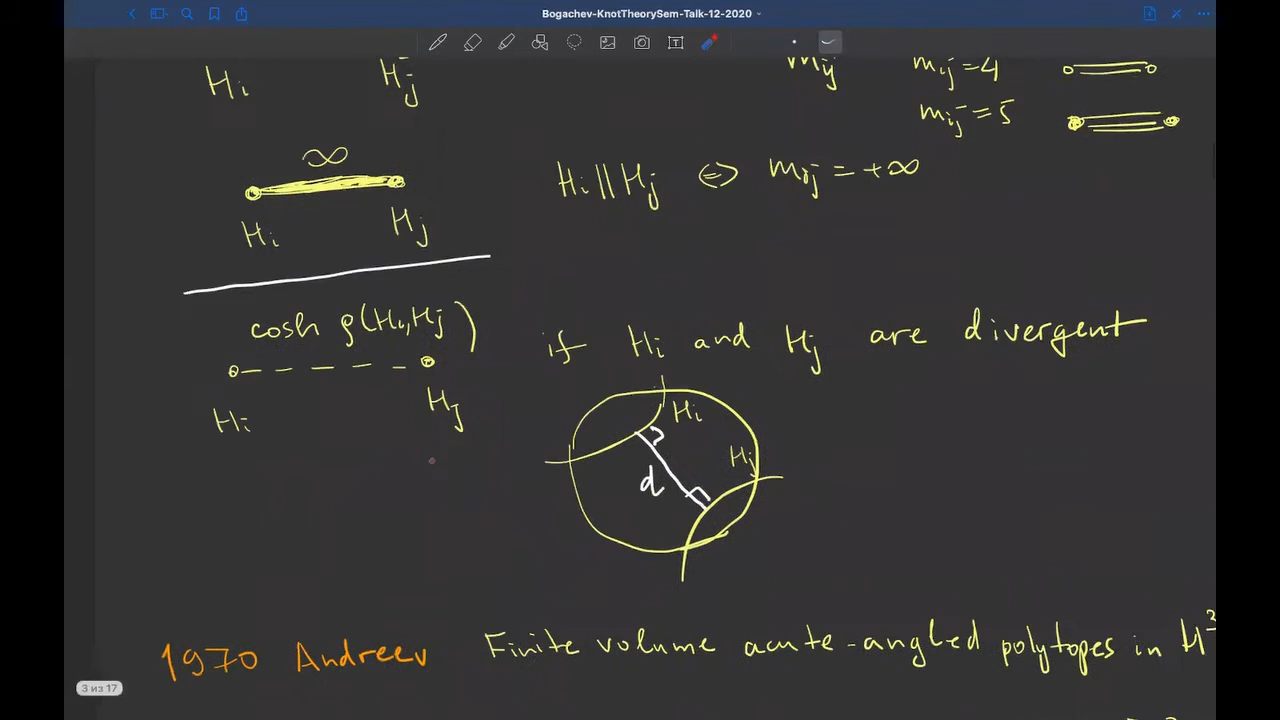 Bogachev-KnotTheorySem-Talk-12-2020
Hi Hj mij mij=4
mij=5
∞
Hi || Hj ⇔ mij = +∞
Hi Hj
cosh ρ(Hi,Hj) if Hi and Hj are divergent
Hi Hj
Hi
Hj
d
1970 Andreev Finite volume acute-angled polytopes in H³
3 из 17